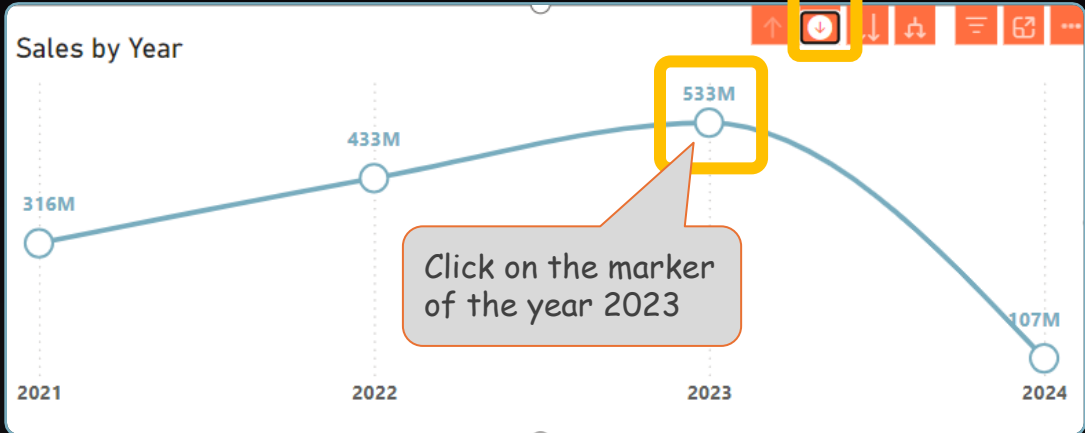 Sales by Year
533M
433M
316M
Click on the marker
of the year 2023
107M
2021
2022
2023
2024